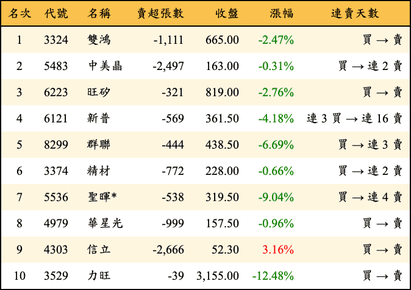 名次 代號 名稱 賣超張數 收盤 漲幅 連賣天數
1 3324 雙鴻 -1,111 665.00 -2.47% 買 → 賣
2 5483 中美晶 -2,497 163.00 -0.31% 買 → 連 2 賣
3 6223 旺矽 -321 819.00 -2.76% 買 → 賣
4 6121 新普 -569 361.50 -4.18% 連 3 買 → 連 16 賣
5 8299 群聯 -444 438.50 -6.69% 買 → 連 3 賣
6 3374 精材 -772 228.00 -0.66% 買 → 連 2 賣
7 5536 聖暉* -538 319.50 -9.04% 買 → 連 4 賣
8 4979 華星光 -999 157.50 -0.96% 買 → 賣
9 4303 信立 -2,666 52.30 3.16% 買 → 賣
10 3529 力旺 -39 3,155.00 -12.48% 買 → 賣